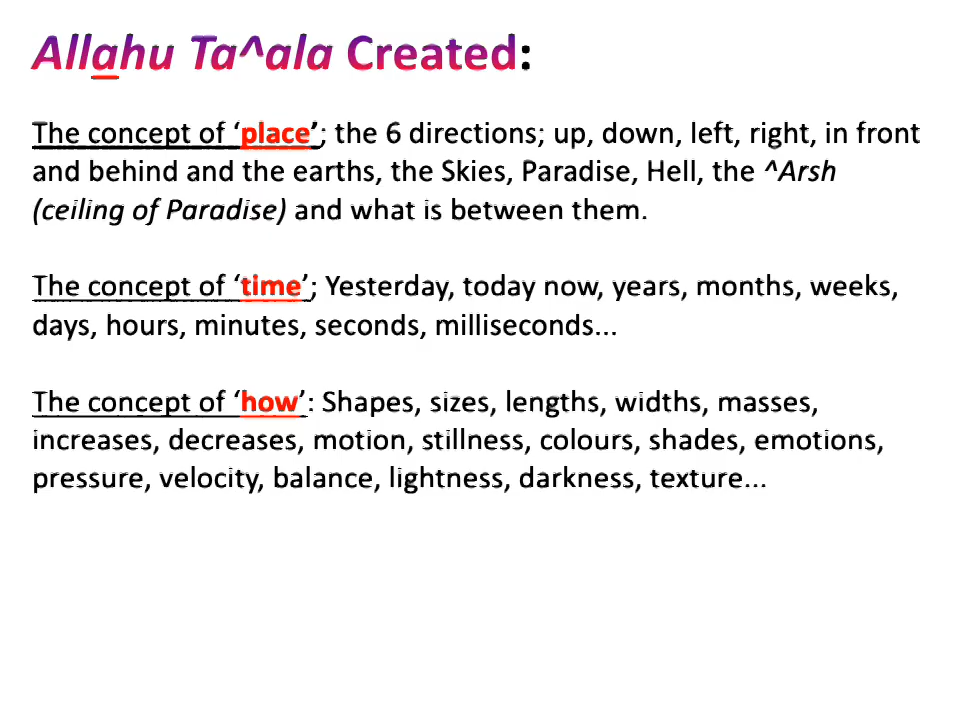 Allahu Ta^ala Created:
The concept of ‘place’; the 6 directions; up, down, left, right, in front
and behind and the earths, the Skies, Paradise, Hell, the ^Arsh
(ceiling of Paradise) and what is between them.
The concept of ‘time’; Yesterday, today now, years, months, weeks,
days, hours, minutes, seconds, milliseconds...
The concept of ‘how’: Shapes, sizes, lengths, widths, masses,
increases, decreases, motion, stillness, colours, shades, emotions,
pressure, velocity, balance, lightness, darkness, texture...